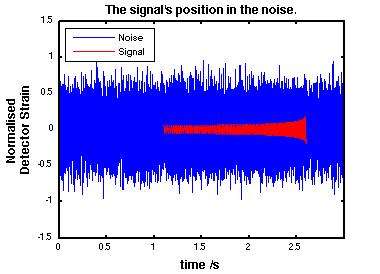 The signal's position in the noise.
1.5
Noise
Signal
1
0.5
0
-0.5
-1
-1.5
Normalised
Detector Strain
0 0.5 1 1.5 2 2.5
time /s